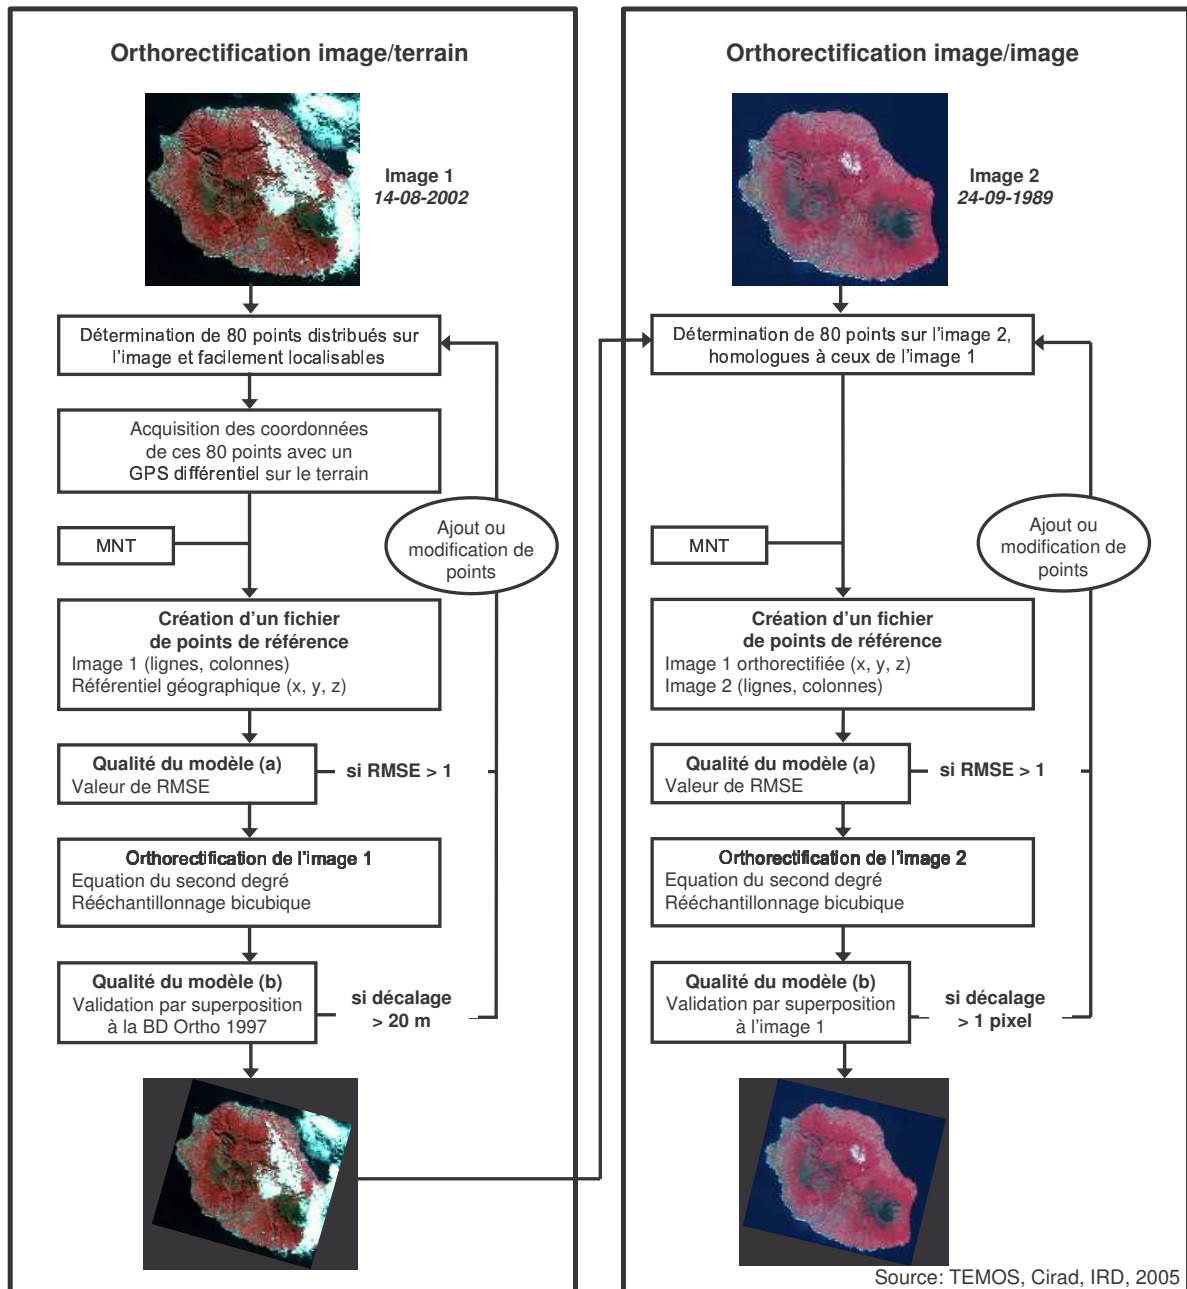 Orthorectification image/terrain
Image 1
14-08-2002
Détermination de 80 points distribués sur
l'image et facilement localisables
Acquisition des coordonnées
de ces 80 points avec un
GPS différentiel sur le terrain
MNT
Ajout ou
modification de
points
Création d'un fichier
de points de référence
Image 1 (lignes, colonnes)
Référentiel géographique (x, y, z)
Qualité du modèle (a)
Valeur de RMSE
si RMSE > 1
Orthorectification de l'image 1
Equation du second degré
Rééchantillonnage bicubique
Qualité du modèle (b)
Validation par superposition
à la BD Ortho 1997
si décalage
> 20 m
Orthorectification image/image
Image 2
24-09-1989
Détermination de 80 points sur l'image 2,
homologues à ceux de l'image 1
MNT
Ajout ou
modification de
points
Création d'un fichier
de points de référence
Image 1 orthorectifiée (x, y, z)
Image 2 (lignes, colonnes)
Qualité du modèle (a)
Valeur de RMSE
si RMSE > 1
Orthorectification de l'image 2
Equation du second degré
Rééchantillonnage bicubique
Qualité du modèle (b)
Validation par superposition
à l'image 1
si décalage
> 1 pixel
Source: TEMOS, Cirad, IRD, 2005